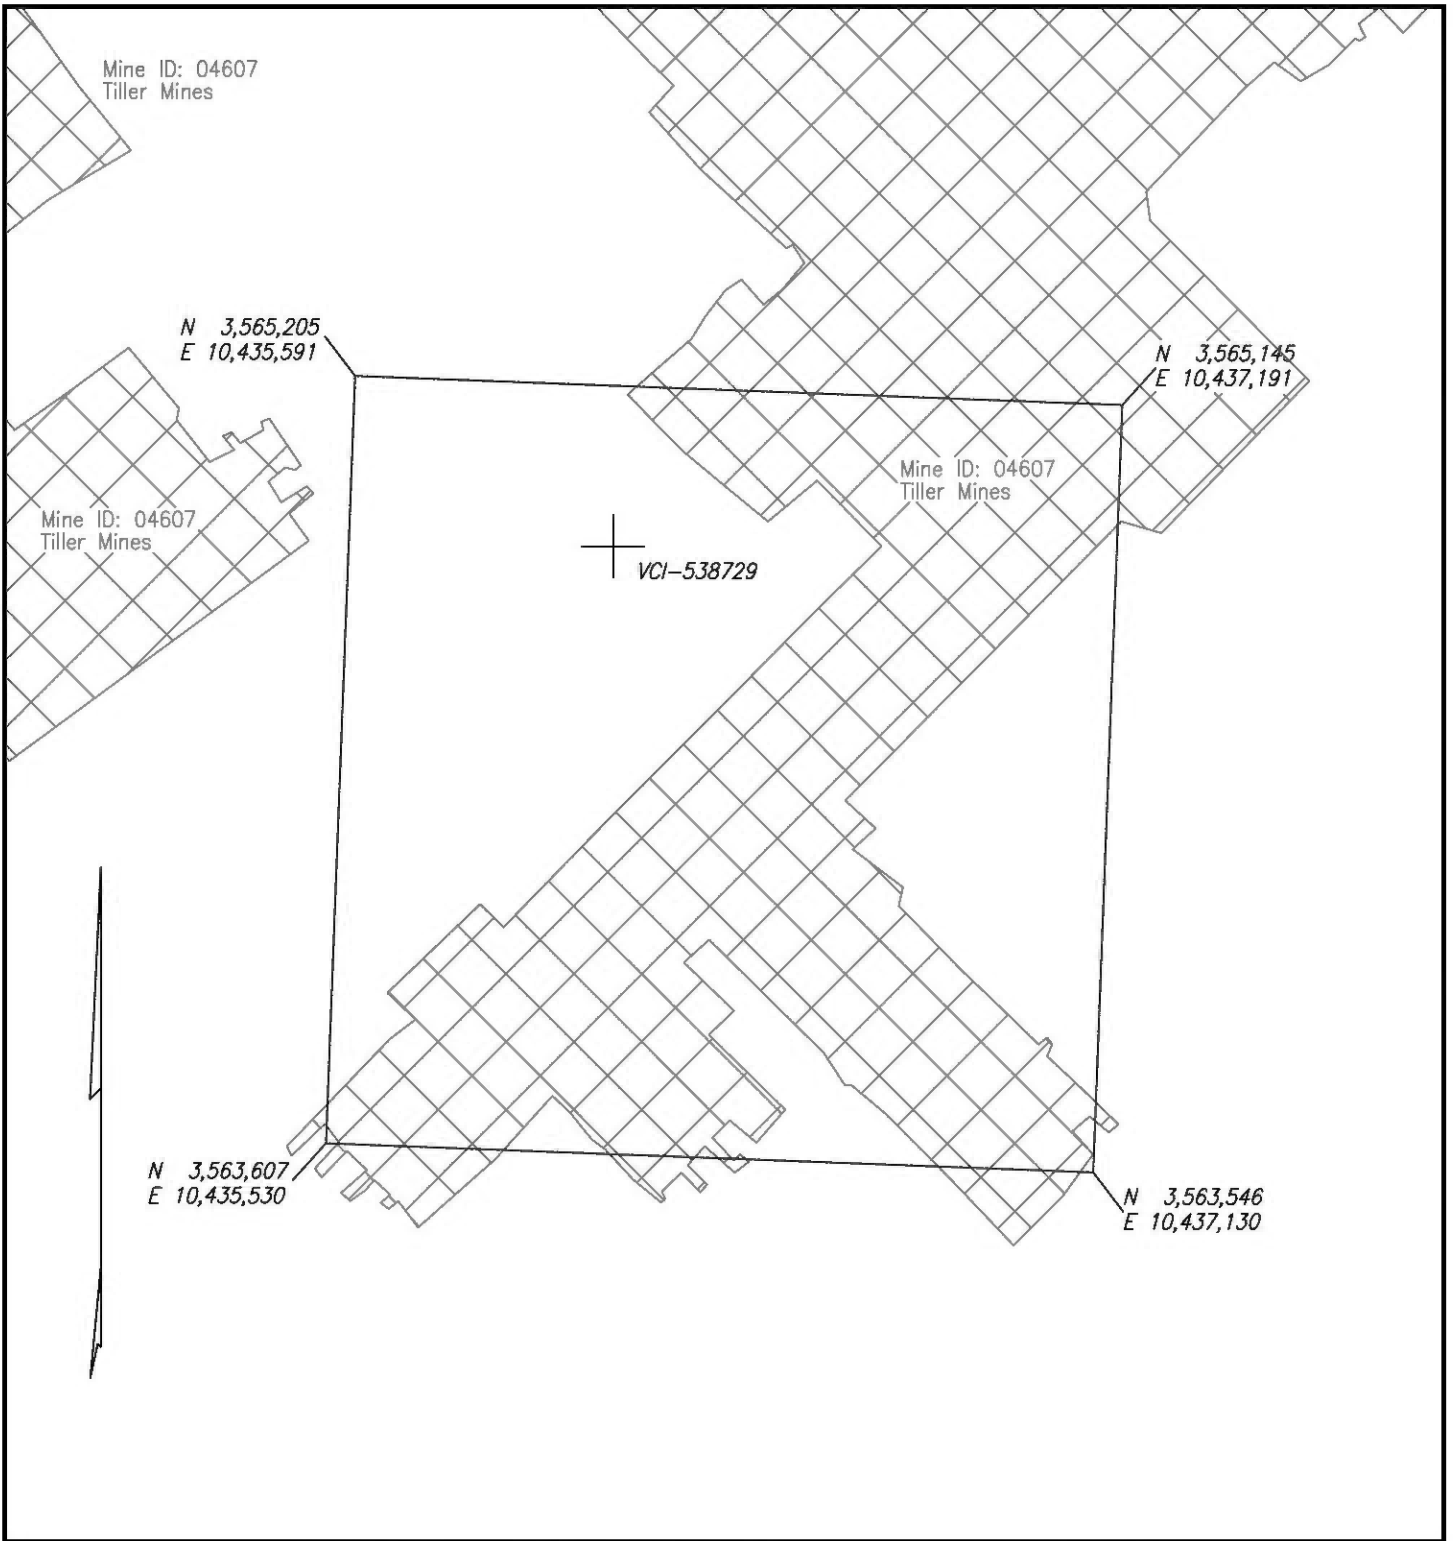 Mine ID: 04607
Tiller Mines
N 3,565,205
E 10,435,591
N 3,565,145
E 10,437,191
Mine ID: 04607
Tiller Mines
Mine ID: 04607
Tiller Mines
VCI-538729
N 3,563,607
E 10,435,530
N 3,563,546
E 10,437,130